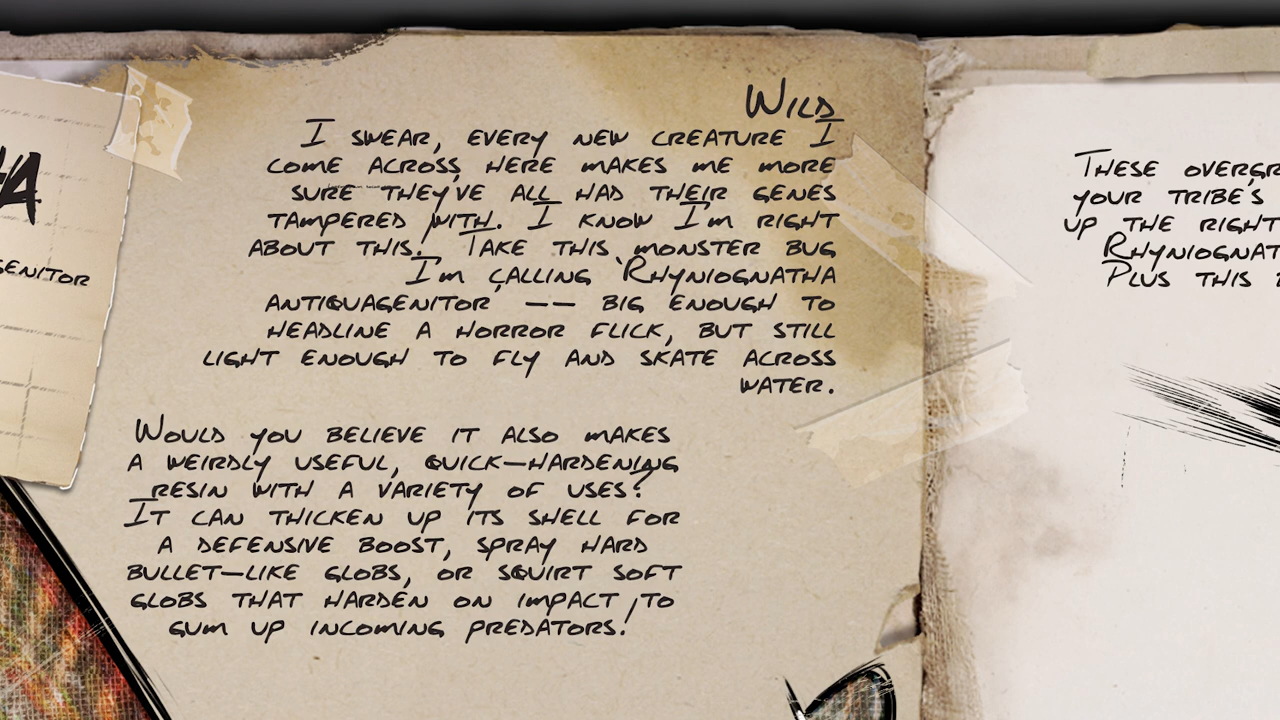 Wild
I swear, every new creature I
come across here makes me more
sure they've all had their genes
tampered with. I know I'm right
about this! Take this monster bug
I'm calling 'Rhyniognatha
antiquagenitor' -- big enough to
headline a horror flick, but still
light enough to fly and skate across
water.
Would you believe it also makes
a weirdly useful, quick-hardening
resin with a variety of uses?
It can thicken up its shell for
a defensive boost, spray hard
bullet-like globs, or squirt soft
globs that harden on impact, to
gum up incoming predators!
These
your tribe's
up the right
Plus this